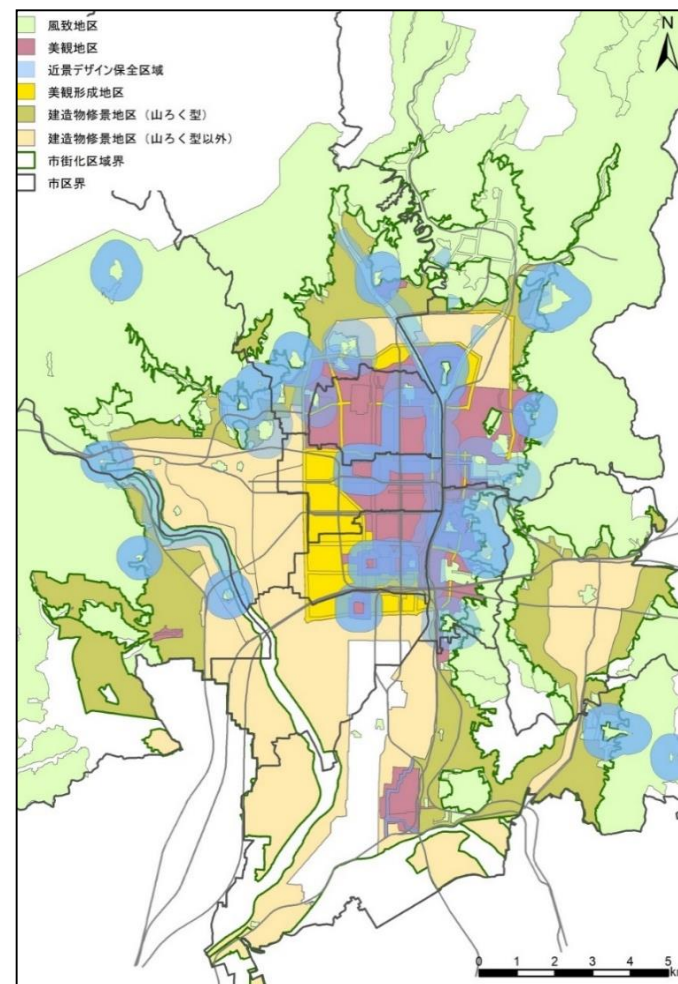 風致地区
美観地区
近景デザイン保全区域
美観形成地区
建造物修景地区（山ろく型）
建造物修景地区（山ろく型以外）
市街化区域界
市区界
N
0 1 2 3 4 5
km